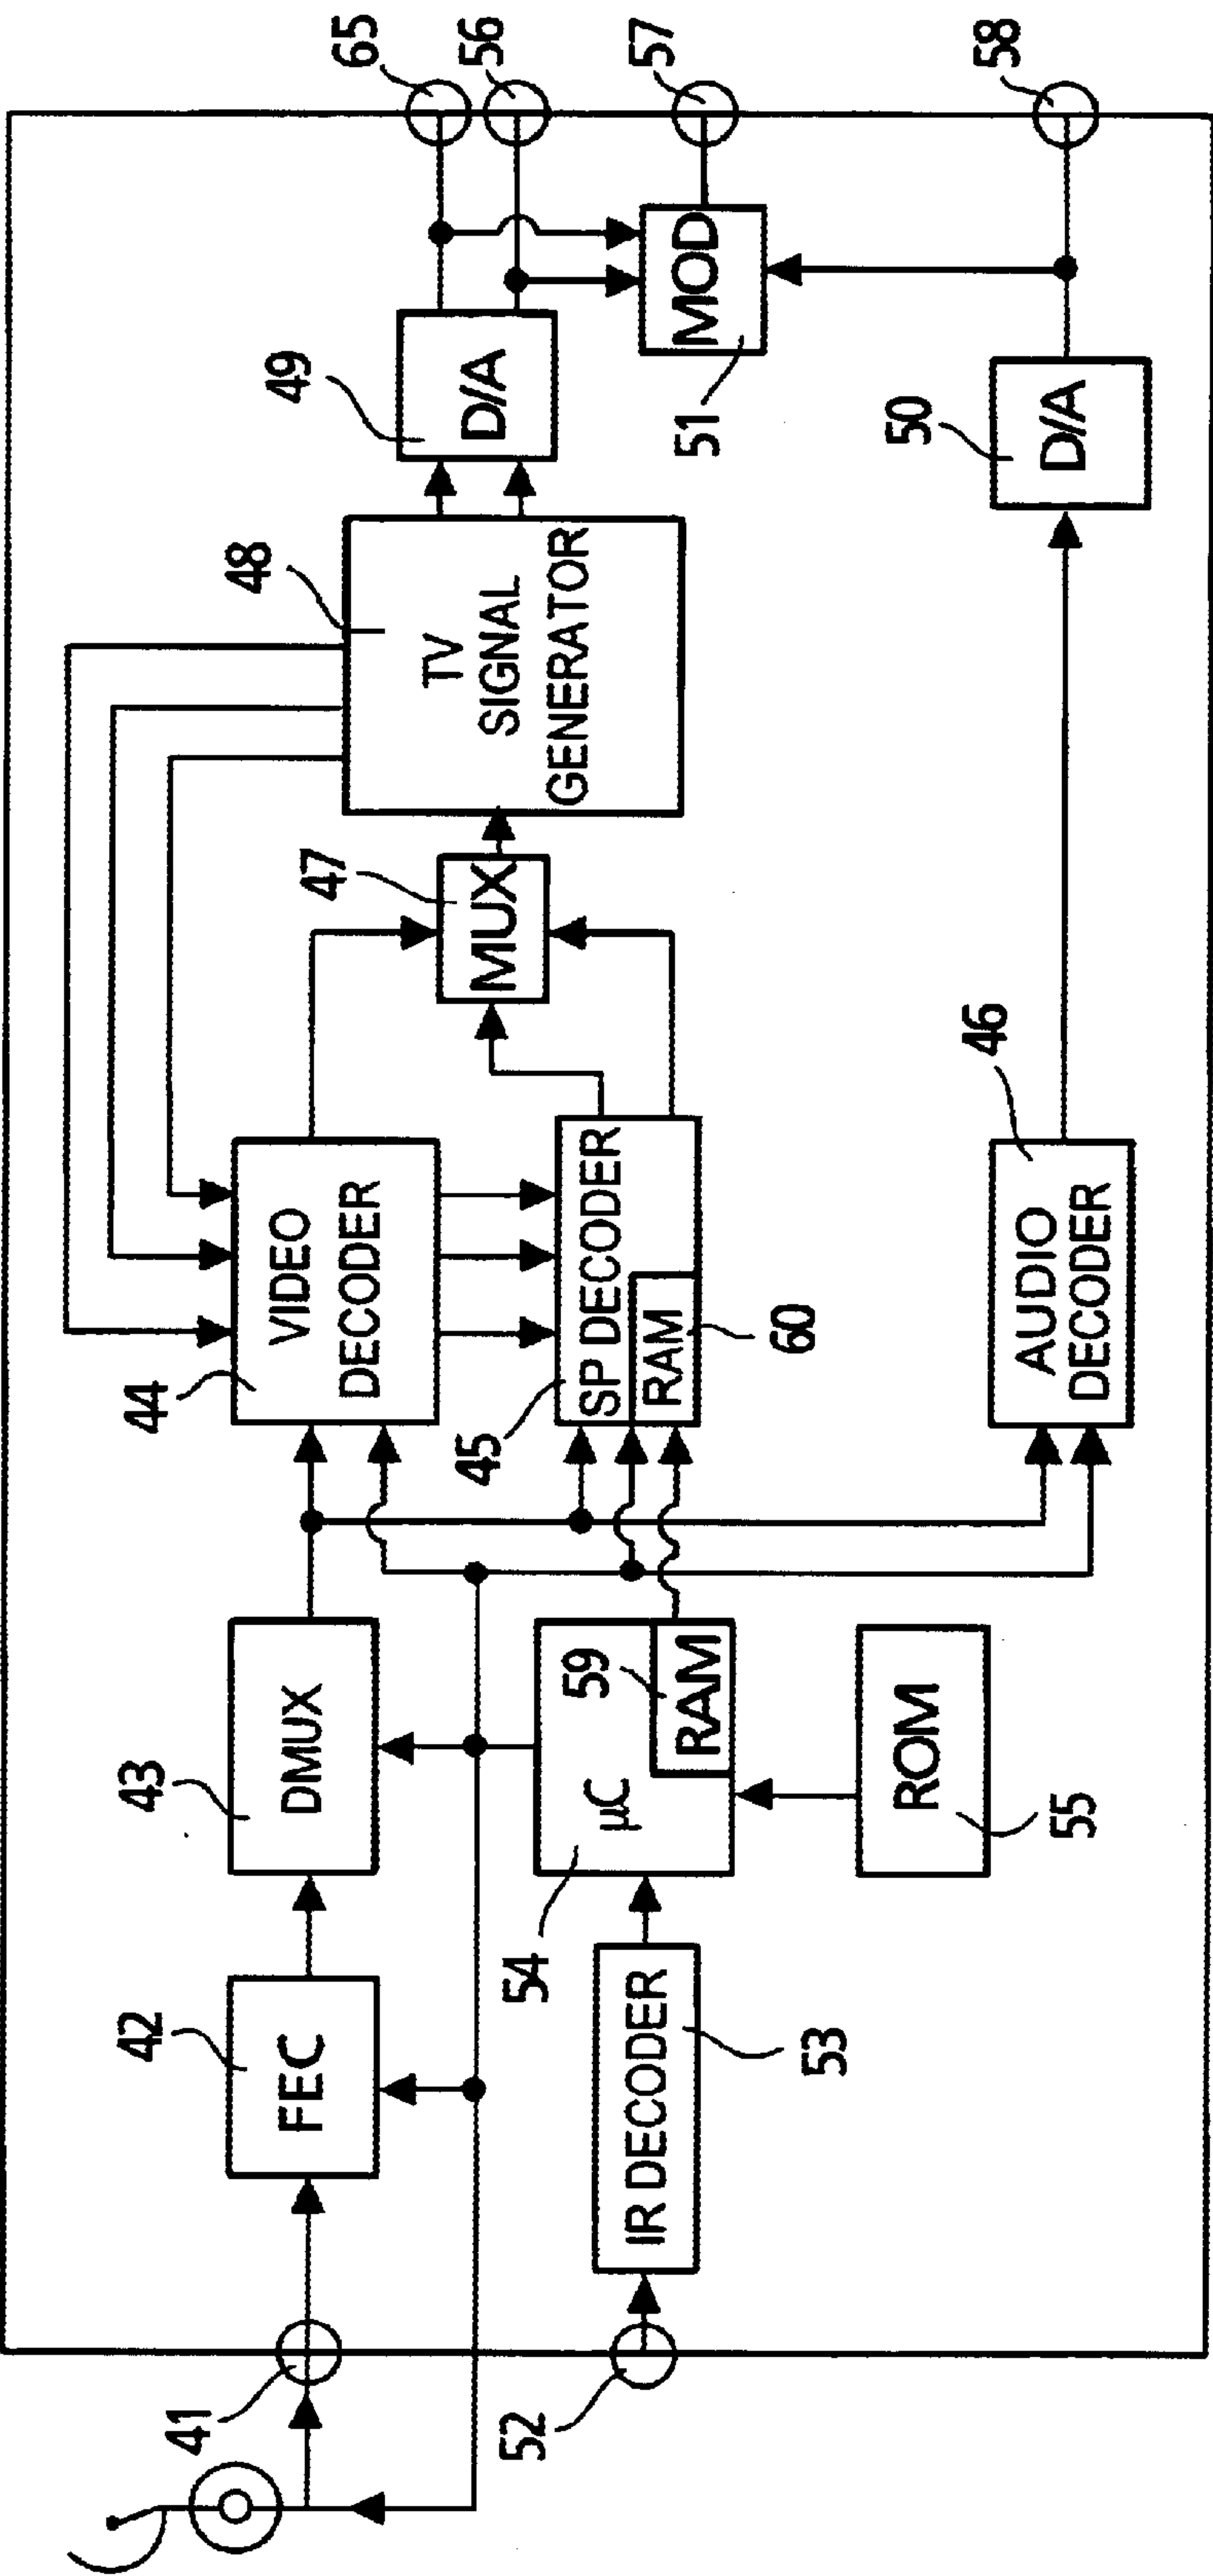 41
42
FEC
43
DMUX
44
VIDEO
DECODER
47
MUX
48
TV
SIGNAL
GENERATOR
49
D/A
65
56
57
MOD
51
52
IR DECODER
53
54
µC
59
RAM
ROM
55
45
SP DECODER
RAM
60
46
AUDIO
DECODER
50
D/A
58